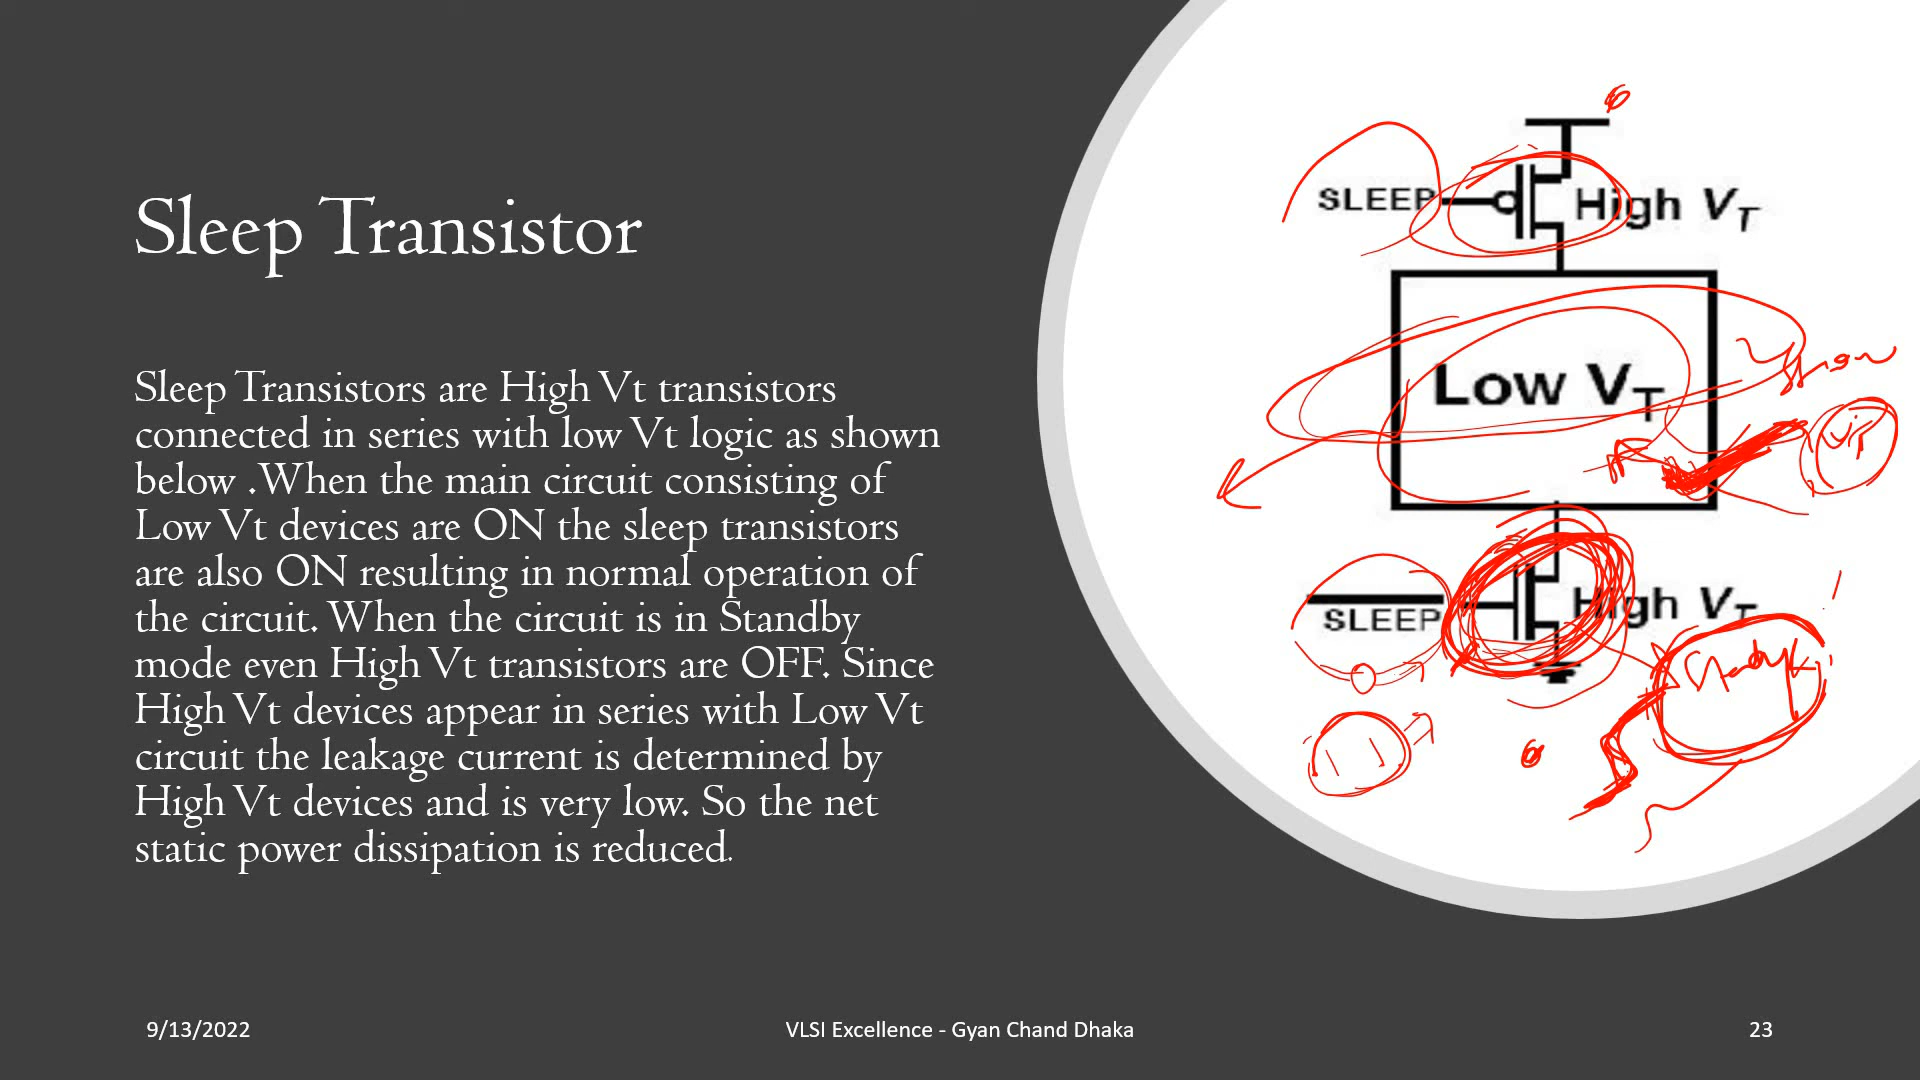 Sleep Transistor
Sleep Transistors are High Vt transistors
connected in series with low Vt logic as shown
below .When the main circuit consisting of
Low Vt devices are ON the sleep transistors
are also ON resulting in normal operation of
the circuit. When the circuit is in Standby
mode even High Vt transistors are OFF. Since
High Vt devices appear in series with Low Vt
circuit the leakage current is determined by
High Vt devices and is very low. So the net
static power dissipation is reduced.
SLEEP
High VT
Low VT
VT
SLEEP
High VT
9/13/2022
VLSI Excellence - Gyan Chand Dhaka
23